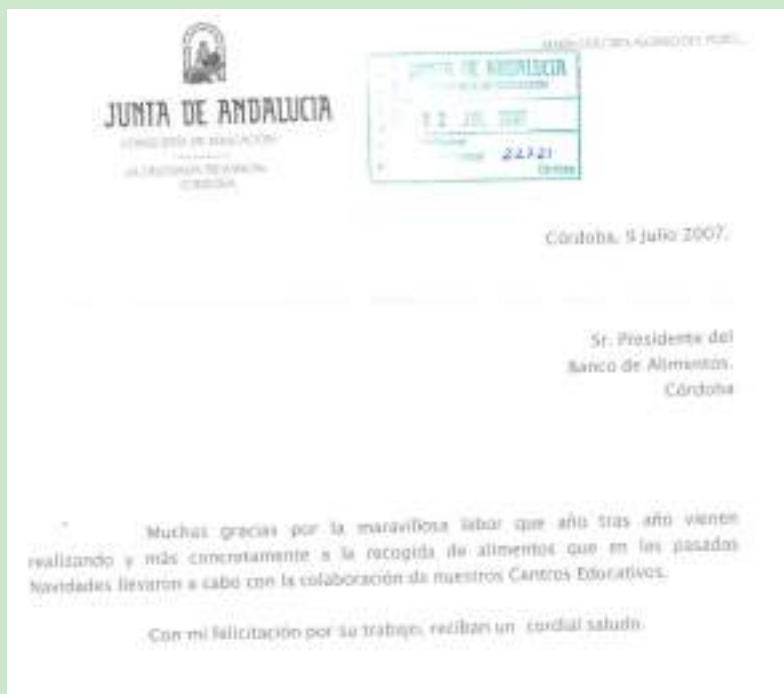 JUNTA DE ANDALUCIA
JUNTA DE ANDALUCIA
JUL
22721
Córdoba, 9 Julio 2007.
Sr. Presidente del
Banco de Alimentos.
Córdoba
Muchas gracias por la maravillosa labor que año tras año vienen
realizando y más concretamente a la recogida de alimentos que en las pasadas
Navidades llevaron a cabo con la colaboración de nuestros Centros Educativos.
Con mi felicitación por su trabajo, reciban un cordial saludo.